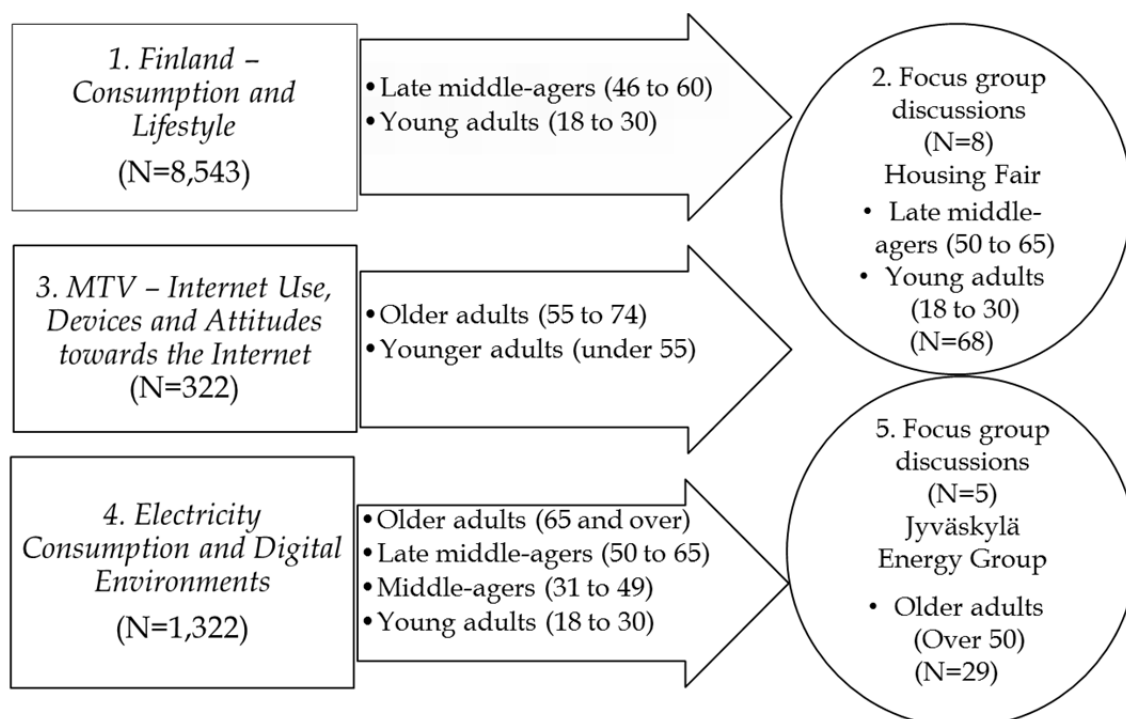 1. Finland –
Consumption and
Lifestyle
(N=8,543)
•Late middle-agers (46 to 60)
•Young adults (18 to 30)
2. Focus group
discussions
(N=8)
Housing Fair
• Late middle-
agers (50 to 65)
• Young adults
(18 to 30)
(N=68)
3. MTV – Internet Use,
Devices and Attitudes
towards the Internet
(N=322)
•Older adults (55 to 74)
•Younger adults (under 55)
4. Electricity
Consumption and Digital
Environments
(N=1,322)
•Older adults (65 and over)
•Late middle-agers (50 to 65)
•Middle-agers (31 to 49)
•Young adults (18 to 30)
5. Focus group
discussions
(N=5)
Jyväskylä
Energy Group
• Older adults
(Over 50)
(N=29)